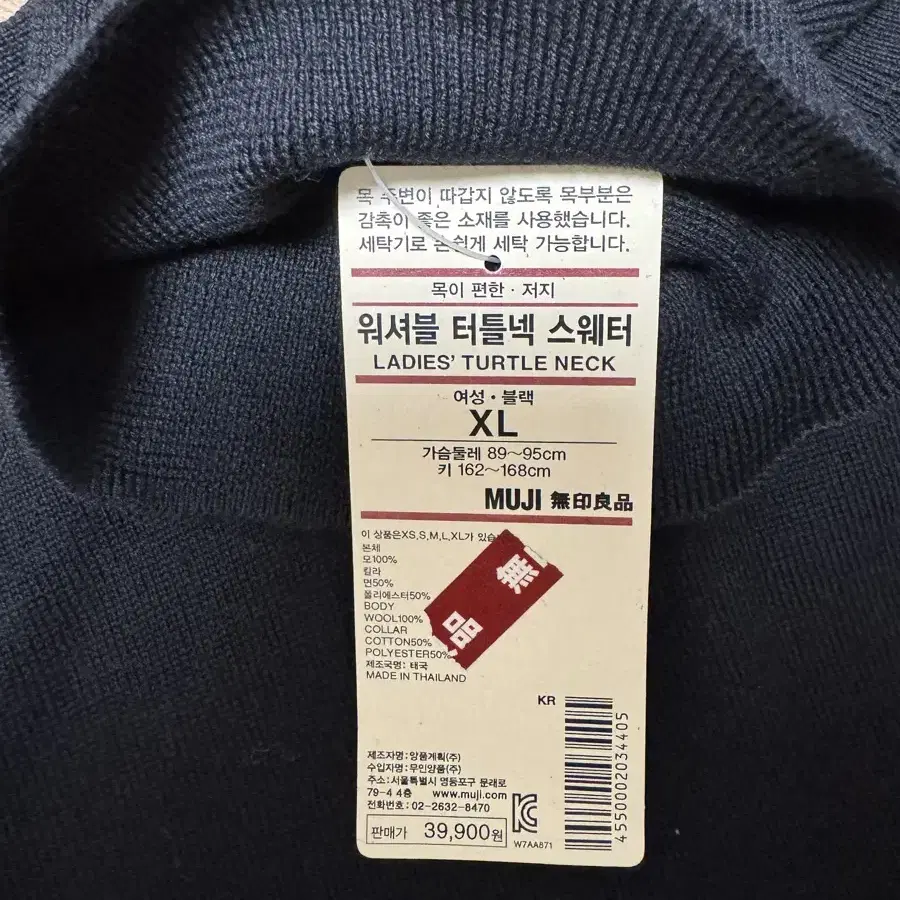 목 주변이 따갑지 않도록 목부분은
감촉이 좋은 소재를 사용했습니다.
세탁기로 손쉽게 세탁 가능합니다.
목이 편한 · 저지
워셔블 터틀넥 스웨터
LADIES' TURTLE NECK
여성 · 블랙
XL
가슴둘레 89~95cm
키 162~168cm
MUJI 無印良品
이 상품은XS,S,M,L,XL가
본체
모100%
킬라
면50%
폴리에스터50%
BODY
WOOL100%
COLLAR
COTTON50%
POLYESTER50%
제조국명: 태국
MADE IN THAILAND
無
品
KR
4550002034405
제조자명:양품계획(주)
수입자명:무인양품(주)
주소:서울특별시 영등포구 문래로
79-4 4층 www.muji.com
전화번호: 02-2632-8470
판매가 39,900원
W7AA871